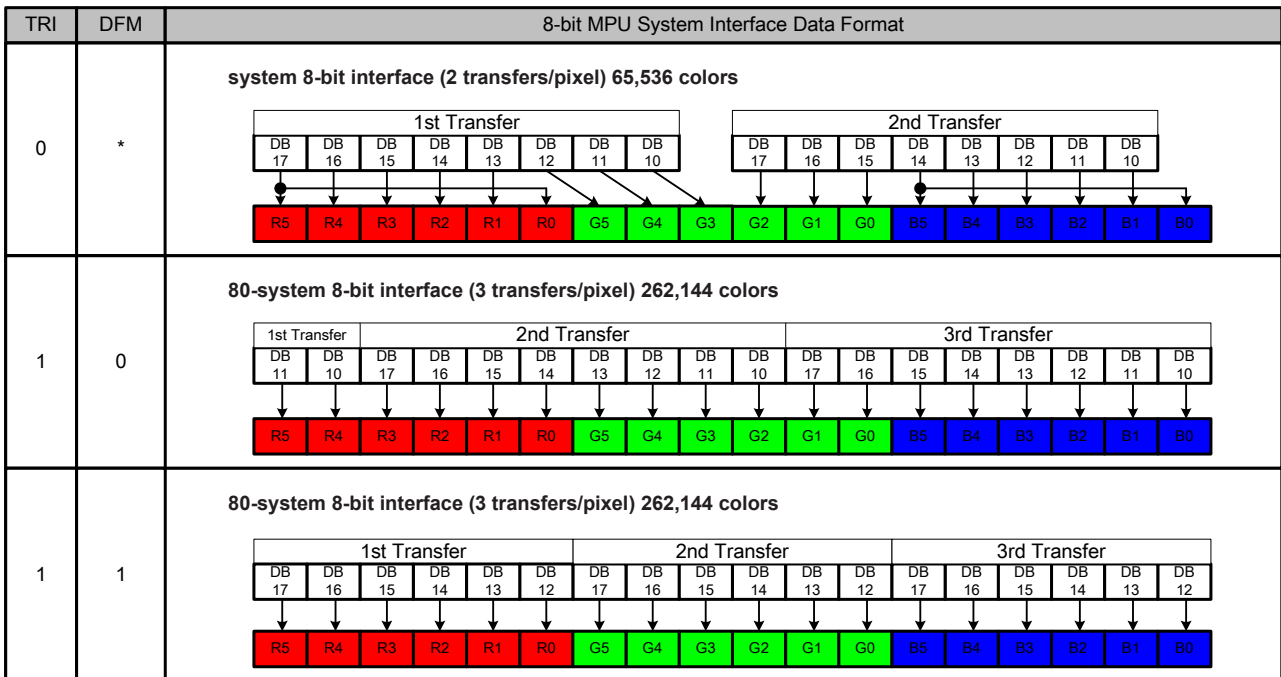 TRI DFM 8-bit MPU System Interface Data Format
system 8-bit interface (2 transfers/pixel) 65,536 colors
1st Transfer 2nd Transfer
DB DB DB DB DB DB DB DB DB DB DB DB DB DB DB DB
17 16 15 14 13 12 11 10 17 16 15 14 13 12 11 10
0 *
R5 R4 R3 R2 R1 R0 G5 G4 G3 G2 G1 G0 B5 B4 B3 B2 B1 B0
80-system 8-bit interface (3 transfers/pixel) 262,144 colors
1st Transfer 2nd Transfer 3rd Transfer
DB DB DB DB DB DB DB DB DB DB DB DB DB DB DB DB DB DB
11 10 17 16 15 14 13 12 11 10 17 16 15 14 13 12 11 10
1 0
R5 R4 R3 R2 R1 R0 G5 G4 G3 G2 G1 G0 B5 B4 B3 B2 B1 B0
80-system 8-bit interface (3 transfers/pixel) 262,144 colors
1st Transfer 2nd Transfer 3rd Transfer
DB DB DB DB DB DB DB DB DB DB DB DB DB DB DB DB DB DB
17 16 15 14 13 12 17 16 15 14 13 12 17 16 15 14 13 12
1 1
R5 R4 R3 R2 R1 R0 G5 G4 G3 G2 G1 G0 B5 B4 B3 B2 B1 B0